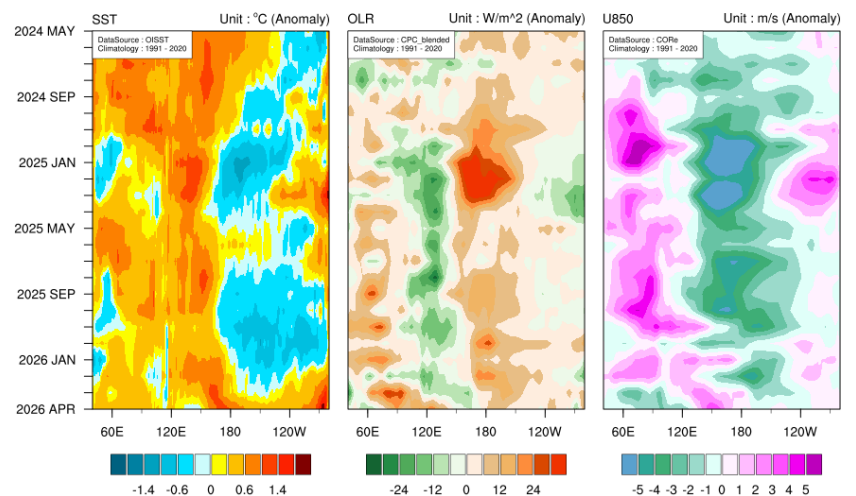 SST Unit : °C (Anomaly)
OLR Unit : W/m^2 (Anomaly)
U850 Unit : m/s (Anomaly)
DataSource : OISST
Climatology : 1991 - 2020
DataSource : CPC_blended
Climatology : 1991 - 2020
DataSource : CORe
Climatology : 1991 - 2020
2024 MAY
2024 SEP
2025 JAN
2025 MAY
2025 SEP
2026 JAN
2026 APR
60E 120E 180 120W
60E 120E 180 120W
60E 120E 180 120W
-1.4 -0.6 0 0.6 1.4
-24 -12 0 12 24
-5 -4 -3 -2 -1 0 1 2 3 4 5